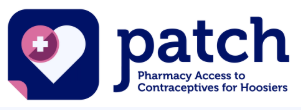 patch
Pharmacy Access to
Contraceptives for Hoosiers